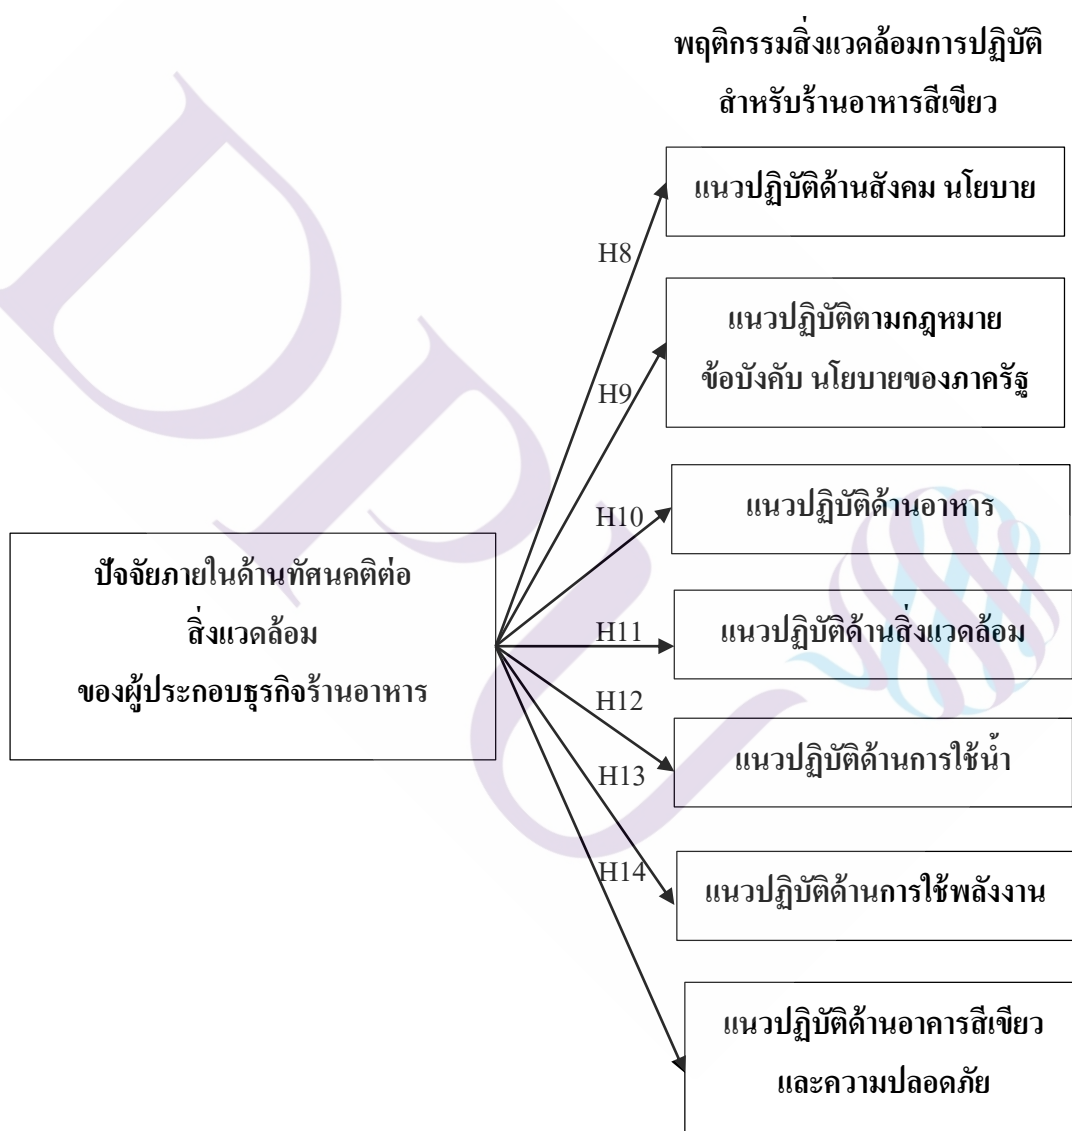 พฤติกรรมสิ่งแวดล้อมการปฏิบัติ
สำหรับร้านอาหารสีเขียว
แนวปฏิบัติด้านสังคม นโยบาย
H8
แนวปฏิบัติตามกฎหมาย
ข้อบังคับ นโยบายของภาครัฐ
H9
แนวปฏิบัติด้านอาหาร
H10
ปัจจัยภายในด้านทัศนคติต่อ
สิ่งแวดล้อม
ของผู้ประกอบธุรกิจร้านอาหาร
แนวปฏิบัติด้านสิ่งแวดล้อม
H11
H12
แนวปฏิบัติด้านการใช้น้ำ
H13
H14
แนวปฏิบัติด้านการใช้พลังงาน
แนวปฏิบัติด้านอาคารสีเขียว
และความปลอดภัย
DPU